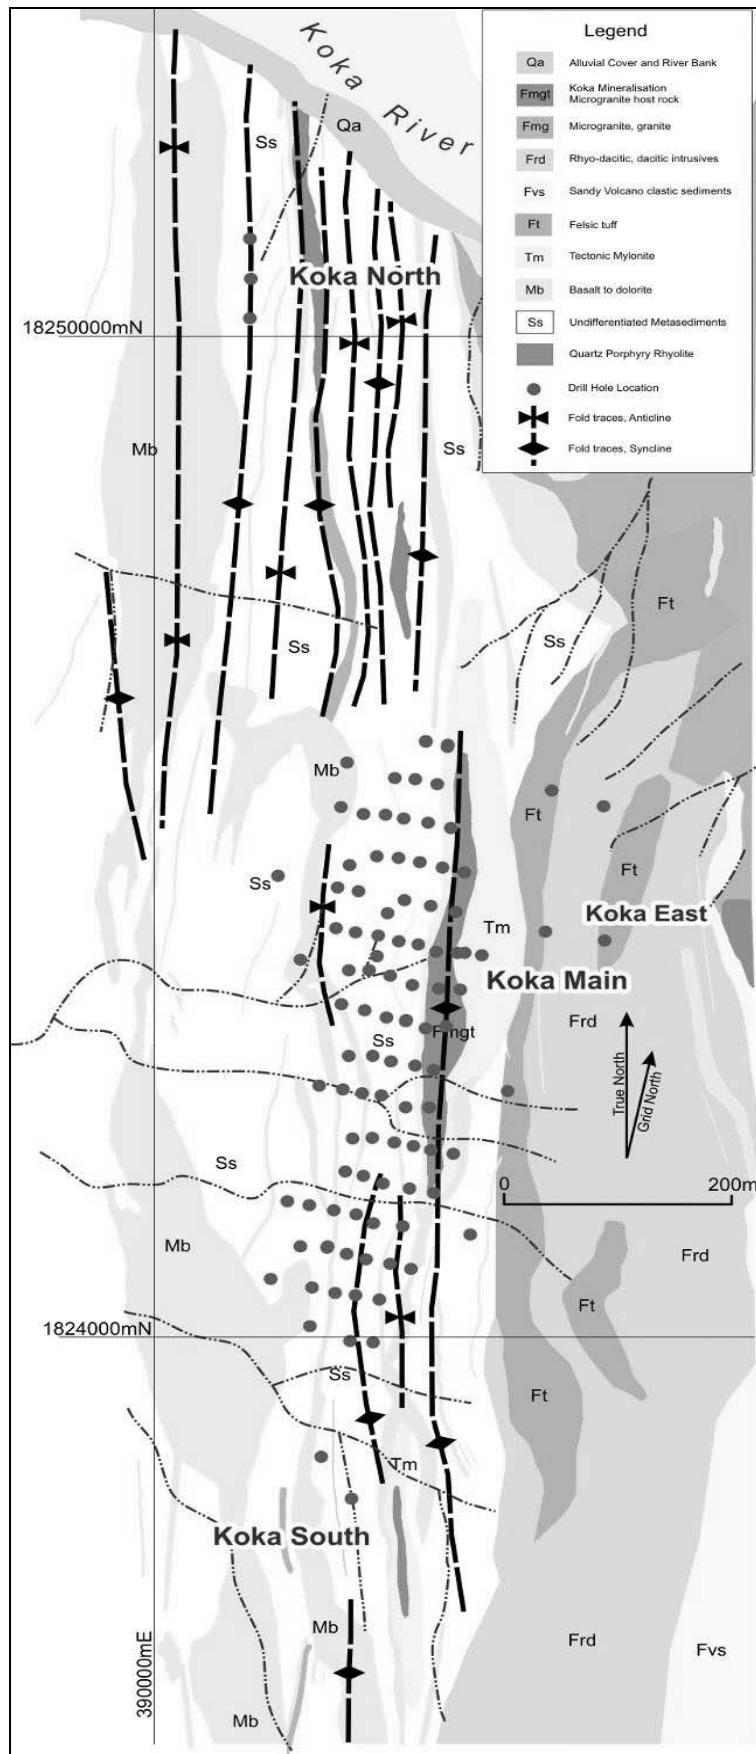 Koka River
Legend
Qa Alluvial Cover and River Bank
Fmgt Koka Mineralisation
Microgranite host rock
Fmg Microgranite, granite
Frd Rhyo-dacitic, dacitic intrusives
Fvs Sandy Volcano clastic sediments
Ft Felsic tuff
Tm Tectonic Mylonite
Mb Basalt to dolorite
Ss Undifferentiated Metasediments
Quartz Porphyry Rhyolite
Drill Hole Location
Fold traces, Anticline
Fold traces, Syncline
Ss
Qa
Koka North
18250000mN
Mb
Ss
Ft
Ss
Ss
Mb
Ft
Ft
Ss
Koka East
Tm
Koka Main
Frd
Fmgt
Ss
True North
Grid North
Ss
0 200m
Mb
Frd
Ft
1824000mN
Ss
Ft
Tm
Koka South
390000mE
Mb
Frd
Fvs
Mb